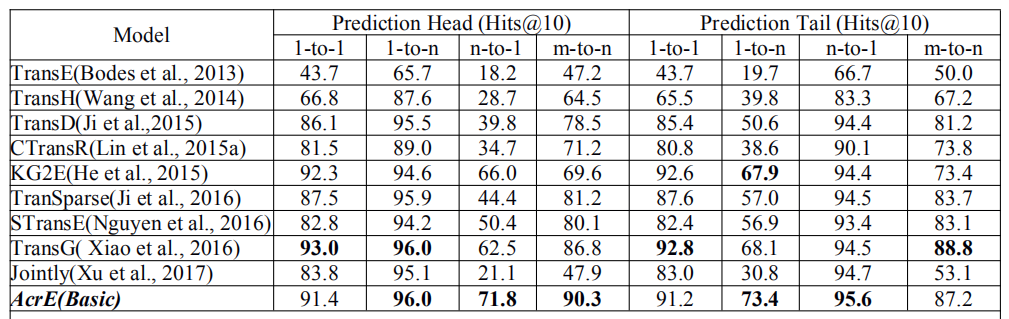 Model Prediction Head (Hits@10) Prediction Tail (Hits@10)
1-to-1 1-to-n n-to-1 m-to-n 1-to-1 1-to-n n-to-1 m-to-n
TransE(Bodes et al., 2013) 43.7 65.7 18.2 47.2 43.7 19.7 66.7 50.0
TransH(Wang et al., 2014) 66.8 87.6 28.7 64.5 65.5 39.8 83.3 67.2
TransD(Ji et al.,2015) 86.1 95.5 39.8 78.5 85.4 50.6 94.4 81.2
CTransR(Lin et al., 2015a) 81.5 89.0 34.7 71.2 80.8 38.6 90.1 73.8
KG2E(He et al., 2015) 92.3 94.6 66.0 69.6 92.6 67.9 94.4 73.4
TranSparse(Ji et al., 2016) 87.5 95.9 44.4 81.2 87.6 57.0 94.5 83.7
STransE(Nguyen et al., 2016) 82.8 94.2 50.4 80.1 82.4 56.9 93.4 83.1
TransG( Xiao et al., 2016) 93.0 96.0 62.5 86.8 92.8 68.1 94.5 88.8
Jointly(Xu et al., 2017) 83.8 95.1 21.1 47.9 83.0 30.8 94.7 53.1
AcrE(Basic) 91.4 96.0 71.8 90.3 91.2 73.4 95.6 87.2